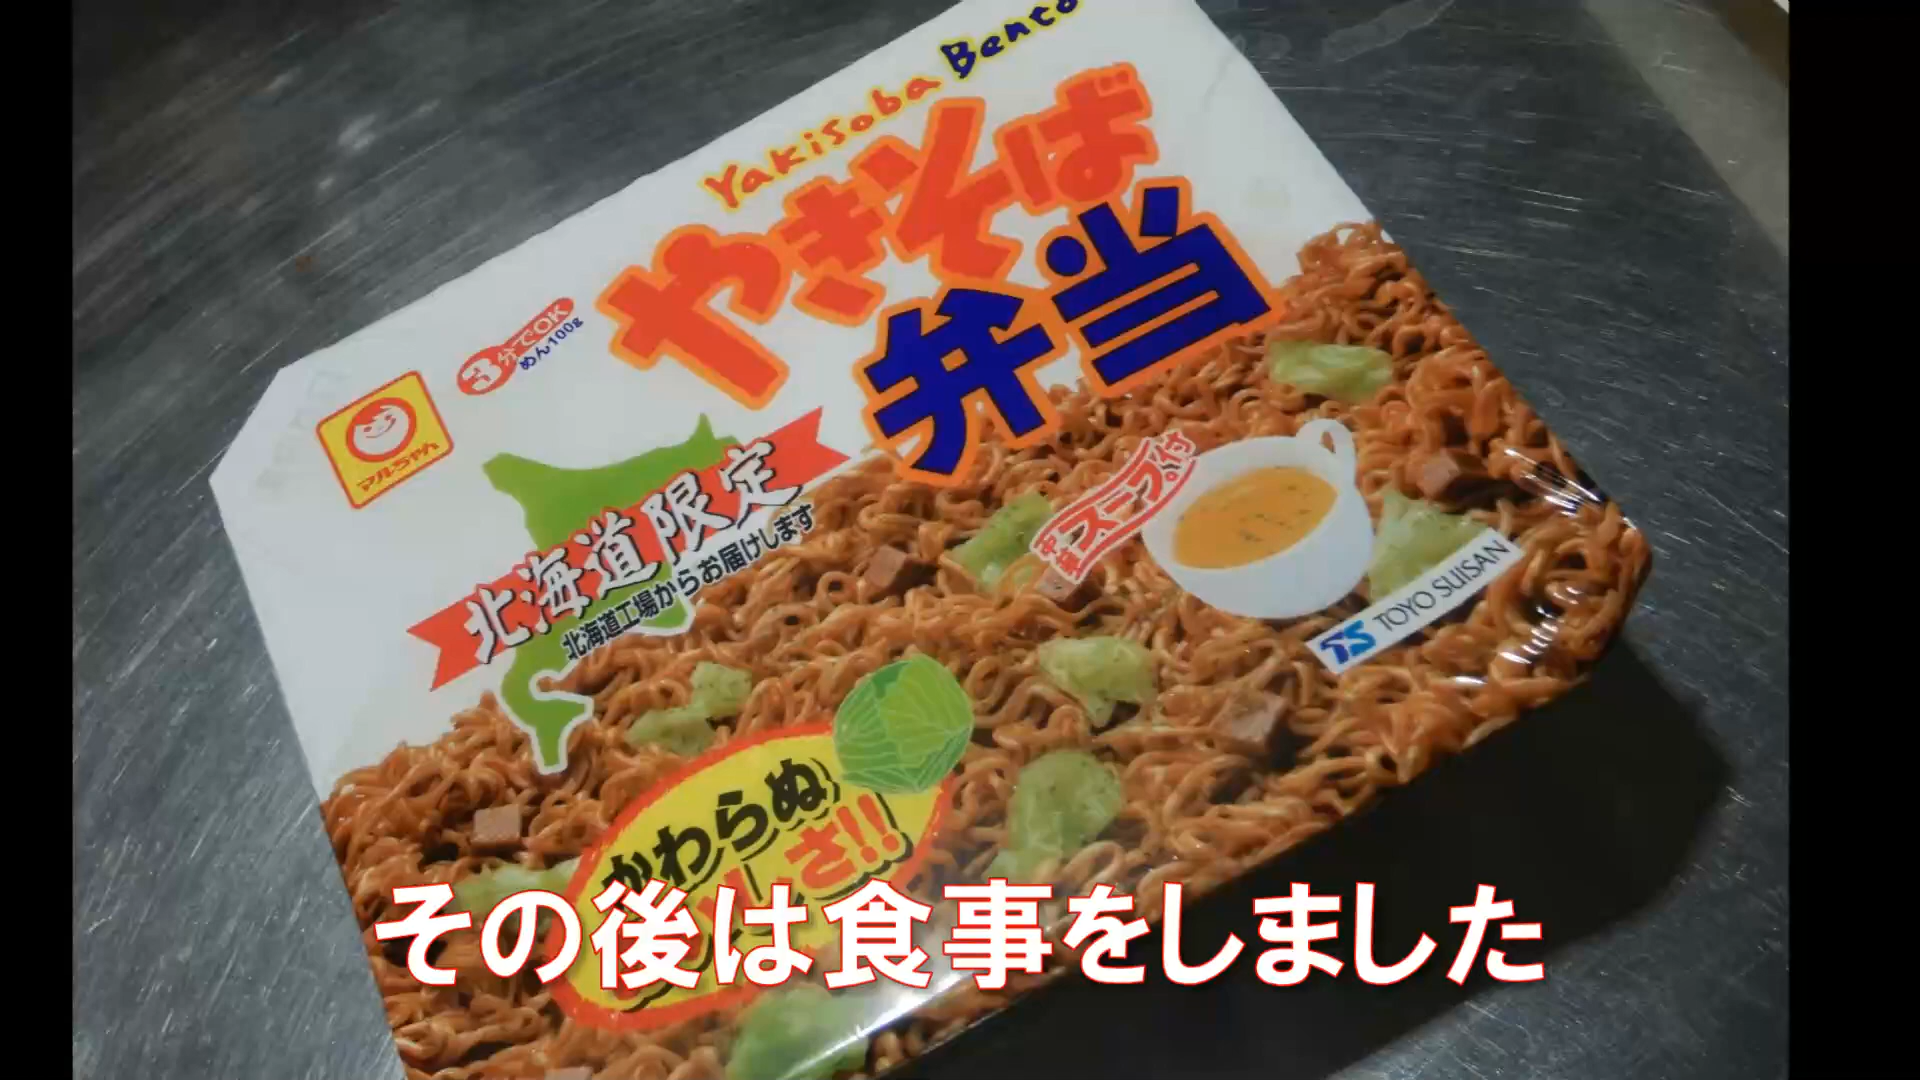 Yakisoba Bento
やきそば
弁当
3分でOK
めん100g
マルちゃん
北海道限定
北海道工場からお届けします
中華スープ付
TOYO SUISAN
かわらぬ
しさ!!
その後は食事をしました